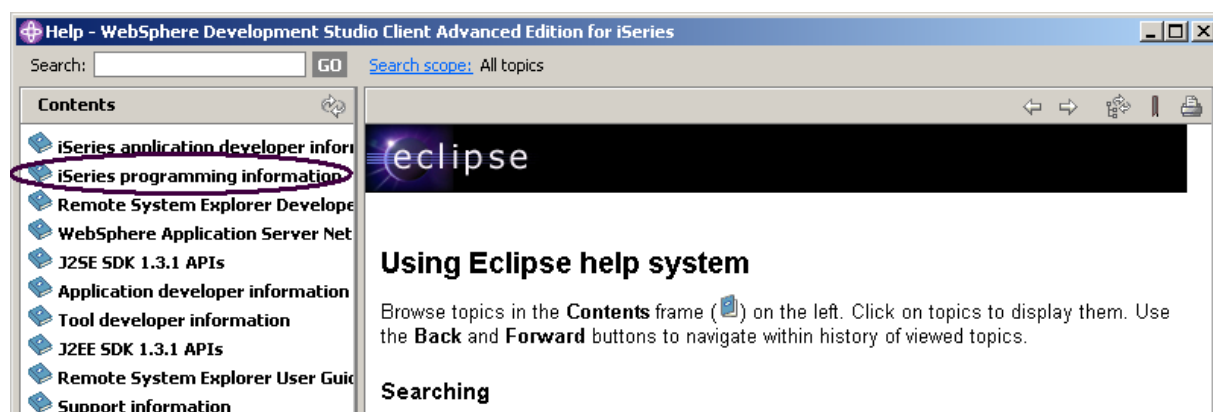 Help - WebSphere Development Studio Client Advanced Edition for iSeries
Search: GO Search scope: All topics
Contents
iSeries application developer
iSeries programming information
Remote System Explorer
WebSphere Application Server Net
J2SE SDK 1.3.1 APIs
Application developer information
Tool developer information
J2EE SDK 1.3.1 APIs
Remote System Explorer User
Support information
eclipse
Using Eclipse help system
Browse topics in the Contents frame ( ) on the left. Click on topics to display them. Use
the Back and Forward buttons to navigate within history of viewed topics.
Searching